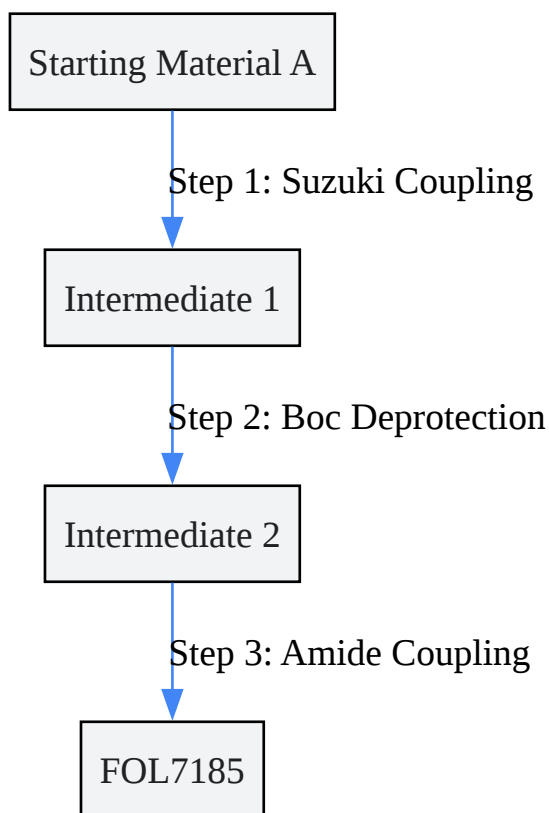 Starting Material A
Step 1: Suzuki Coupling
Intermediate 1
Step 2: Boc Deprotection
Intermediate 2
Step 3: Amide Coupling
FOL7185